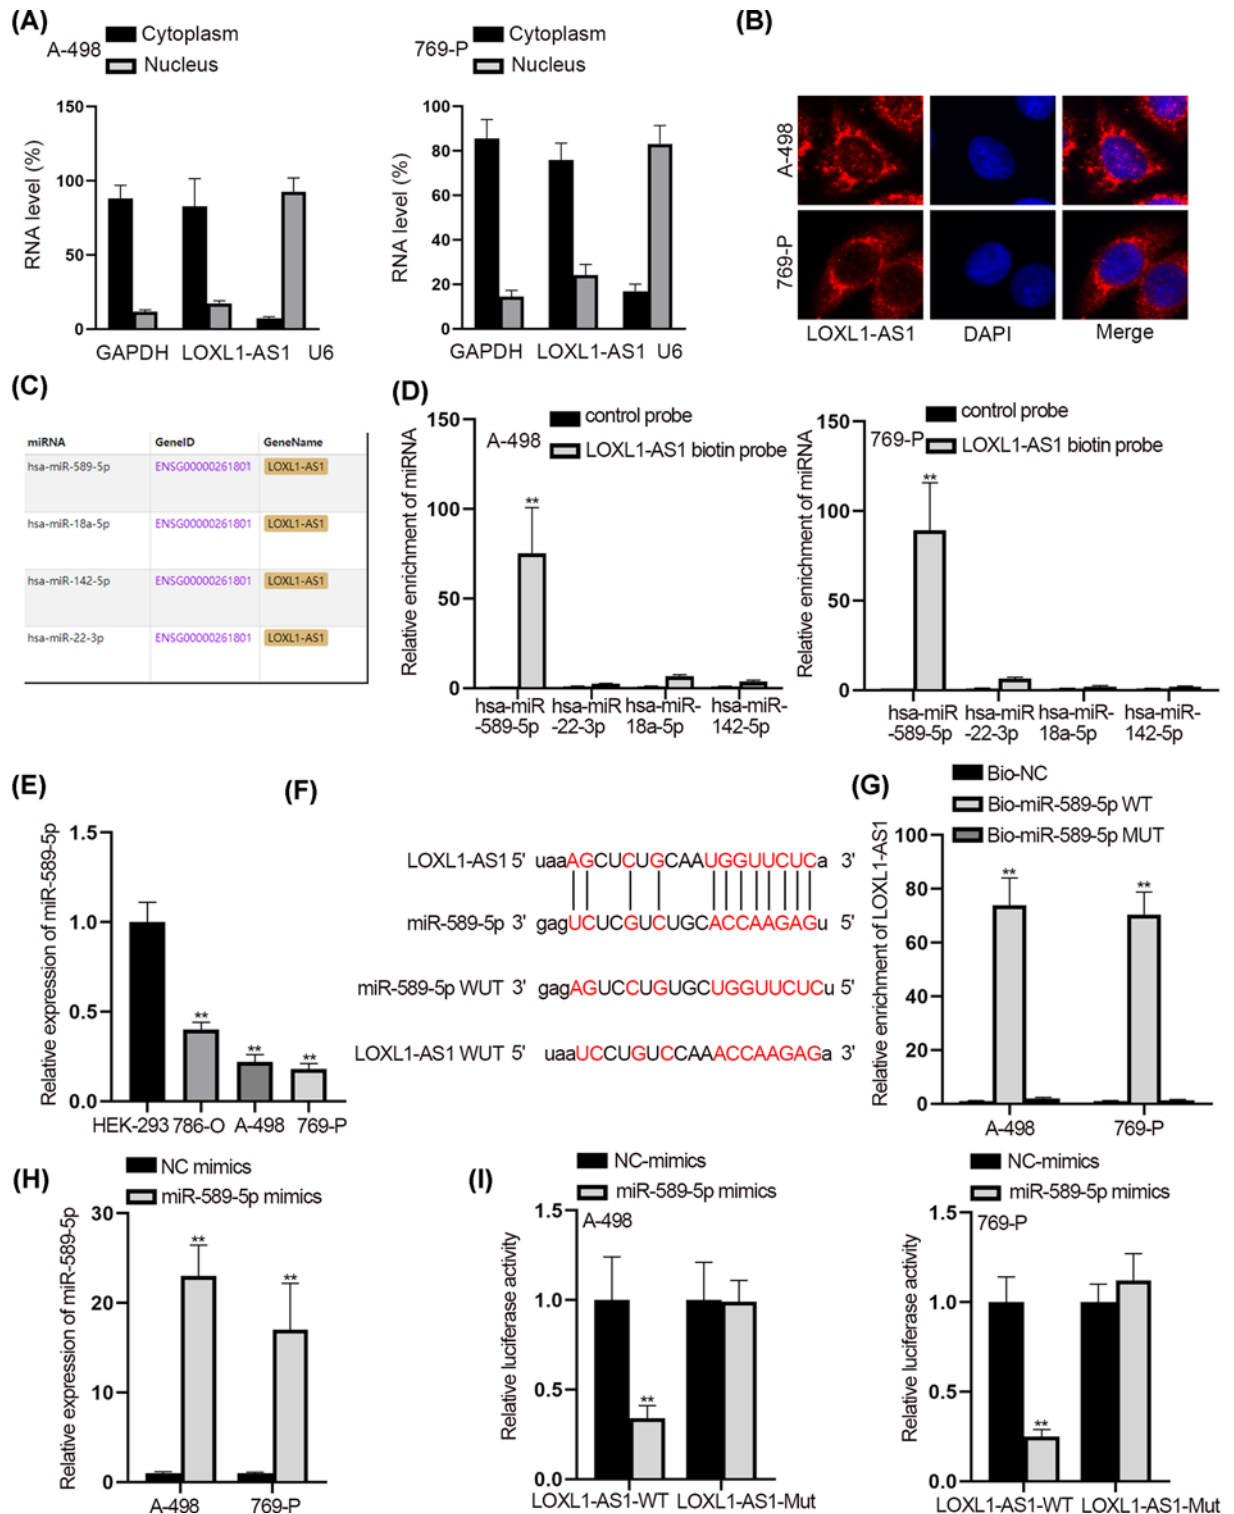 (A)
A-498
Cytoplasm
Nucleus
RNA level (%)
150
100
50
0
GAPDH LOXL1-AS1 U6
769-P
Cytoplasm
Nucleus
RNA level (%)
100
80
60
40
20
0
GAPDH LOXL1-AS1 U6
(B)
A-498
769-P
LOXL1-AS1 DAPI Merge
(C)
miRNA GeneID GeneName
hsa-miR-589-5p ENSG00000261801 LOXL1-AS1
hsa-miR-18a-5p ENSG00000261801 LOXL1-AS1
hsa-miR-142-5p ENSG00000261801 LOXL1-AS1
hsa-miR-22-3p ENSG00000261801 LOXL1-AS1
(D)
control probe
LOXL1-AS1 biotin probe
A-498
Relative enrichment of miRNA
150
100
50
0
**
hsa-miR hsa-miR hsa-miR- hsa-miR-
-589-5p -22-3p 18a-5p 142-5p
control probe
LOXL1-AS1 biotin probe
769-P
Relative enrichment of miRNA
150
100
50
0
**
hsa-miR hsa-miR hsa-miR- hsa-miR-
-589-5p -22-3p 18a-5p 142-5p
(E)
Relative expression of miR-589-5p
1.5
1.0
0.5
0.0
** ** **
HEK-293 786-O A-498 769-P
(F)
LOXL1-AS1 5' uaaAGCUCUGCAAUGGUUCUCa 3'
miR-589-5p 3' gagUCUCGUCUGCACCAAGAGu 5'
miR-589-5p WUT 3' gagAGUCCUGUGCUGGUUCUCu 5'
LOXL1-AS1 WUT 5' uaaUCCUGUCCAAACCAAGAGa 3'
(G)
Bio-NC
Bio-miR-589-5p WT
Bio-miR-589-5p MUT
Relative enrichment of LOXL1-AS1
100
80
60
40
20
0
** **
A-498 769-P
(H)
NC mimics
miR-589-5p mimics
Relative expression of miR-589-5p
30
20
10
0
** **
A-498 769-P
(I)
NC-mimics
miR-589-5p mimics
A-498
Relative luciferase activity
1.5
1.0
0.5
0.0
**
LOXL1-AS1-WT LOXL1-AS1-Mut
NC-mimics
miR-589-5p mimics
769-P
Relative luciferase activity
1.5
1.0
0.5
0.0
**
LOXL1-AS1-WT LOXL1-AS1-Mut